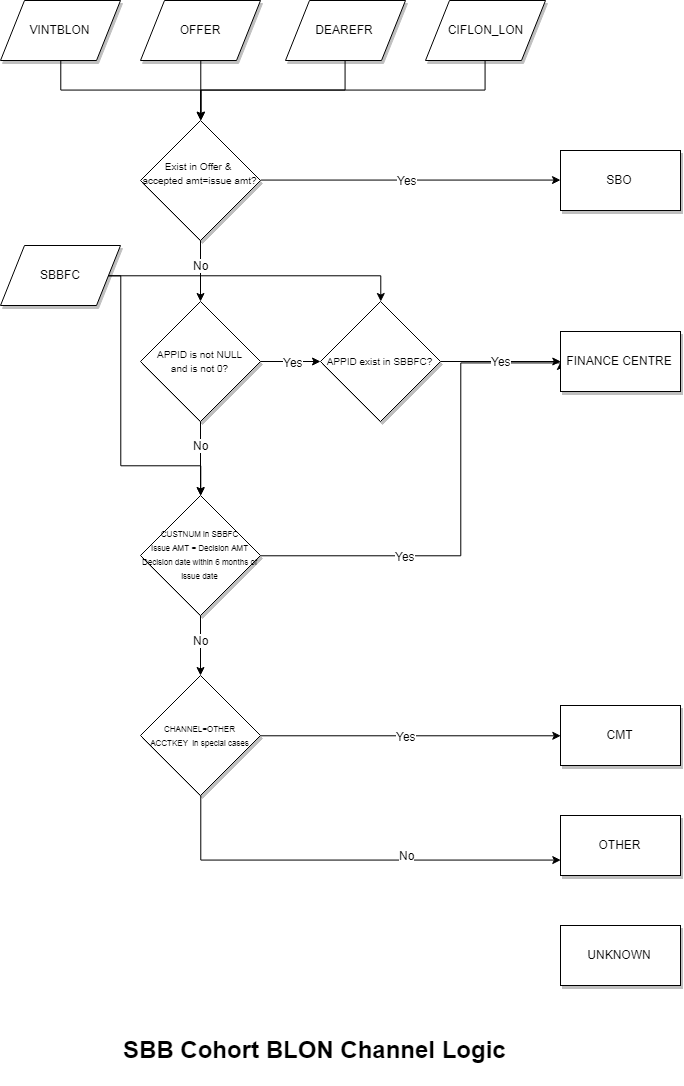 VINTBLON
OFFER
DEAREFR
CIFLON_LON
Exist in Offer &
accepted amt=issue amt?
Yes
SBO
No
SBBFC
APPID is not NULL
and is not 0?
Yes
APPID exist in SBBFC?
Yes
FINANCE CENTRE
No
CUSTNUM in SBBFC
Issue AMT = Decision AMT
Decision date within 6 months of
issue date
Yes
No
CHANNEL=OTHER
ACCTKEY in special cases
Yes
CMT
No
OTHER
UNKNOWN
SBB Cohort BLON Channel Logic